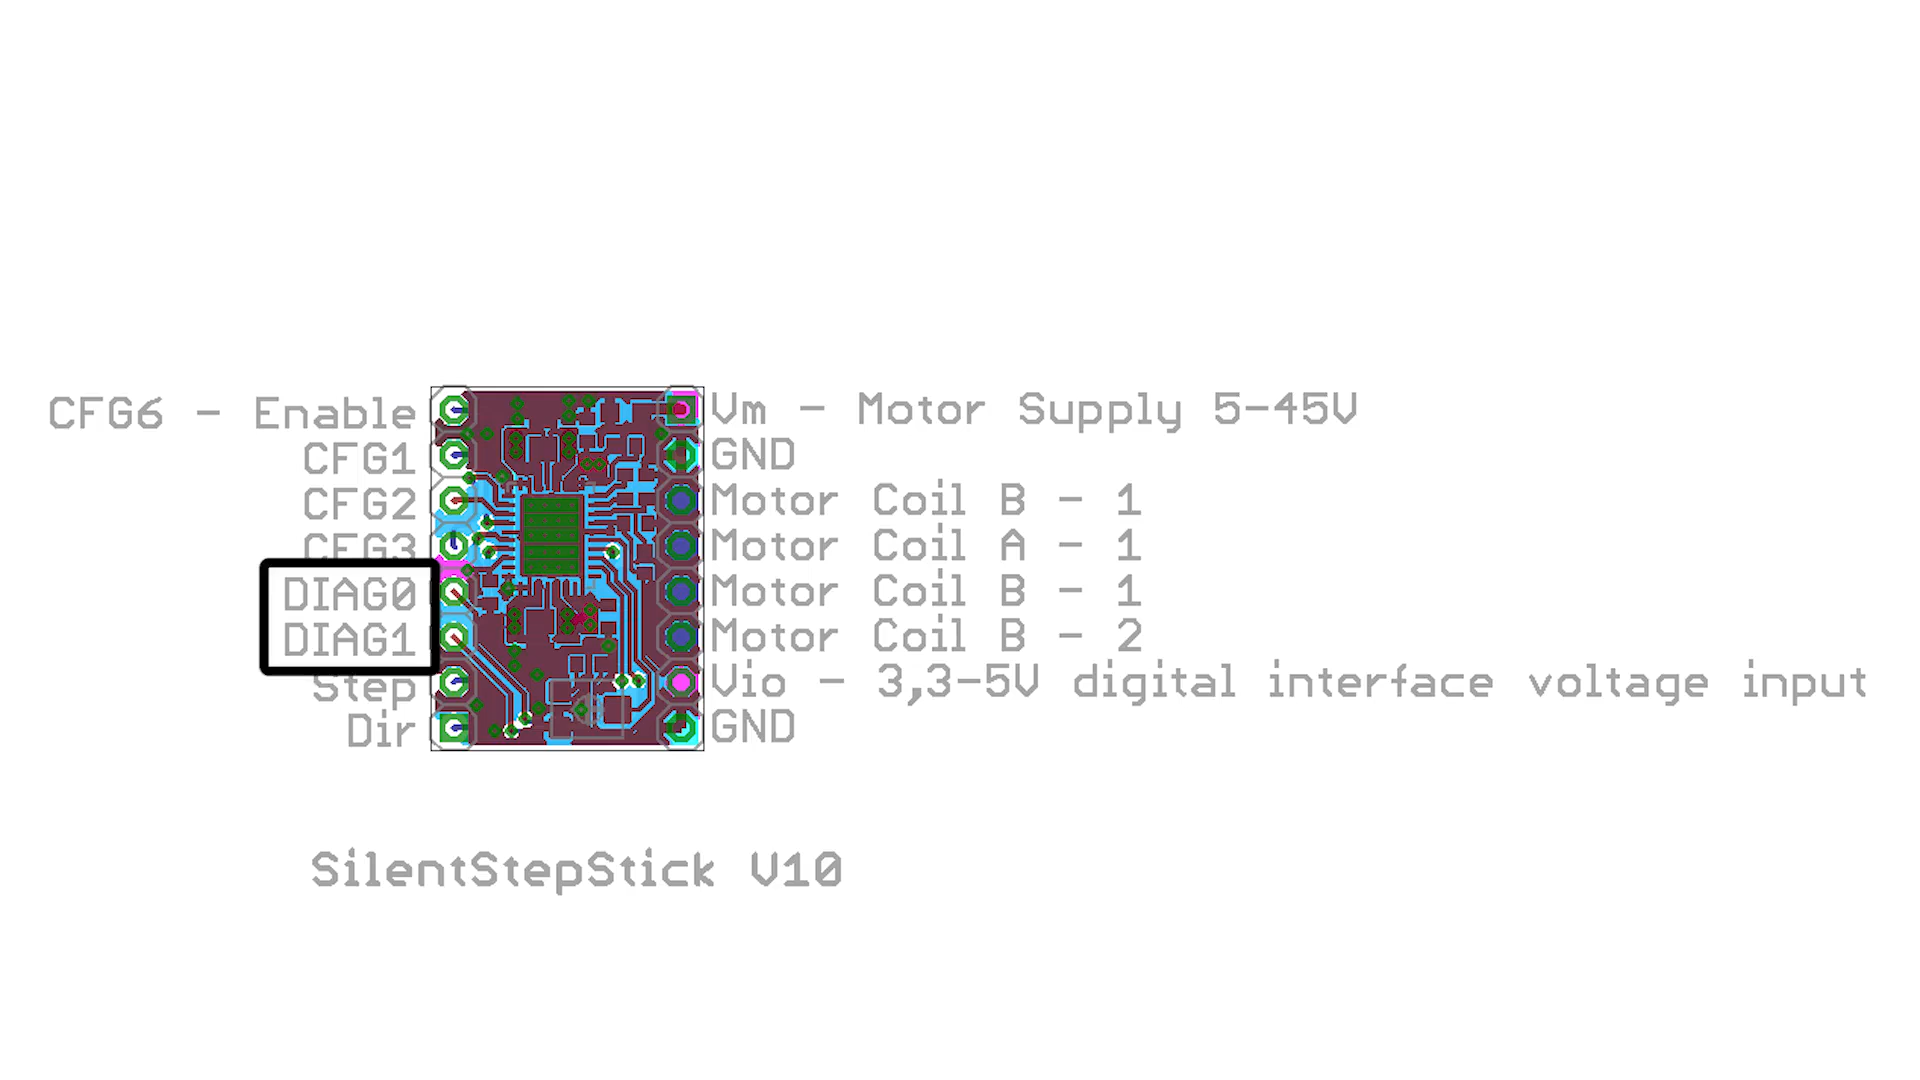 CFG6 - Enable
CFG1
CFG2
CFG3
DIAG0
DIAG1
Step
Dir
Vm - Motor Supply 5-45V
GND
Motor Coil B - 1
Motor Coil A - 1
Motor Coil B - 1
Motor Coil B - 2
Vio - 3,3-5V digital interface voltage input
GND
SilentStepStick V10